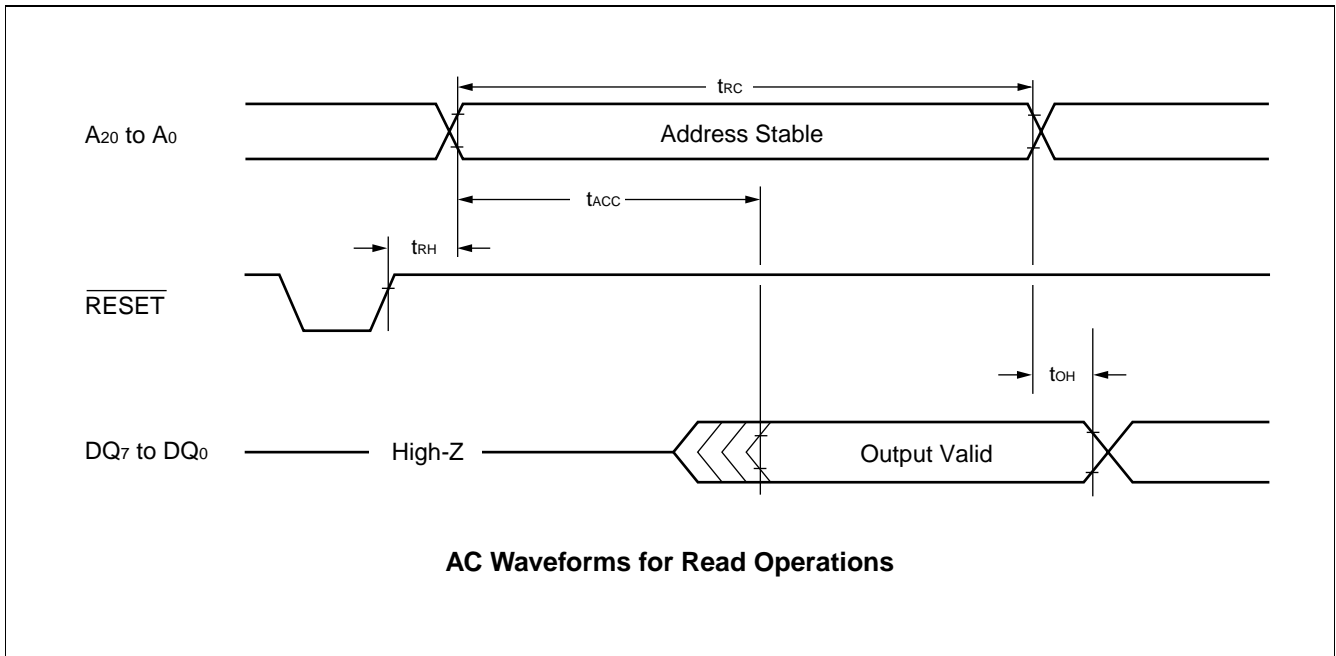 tRC
A20 to A0
Address Stable
tACC
tRH
RESET
tOH
DQ7 to DQ0
High-Z
Output Valid
AC Waveforms for Read Operations